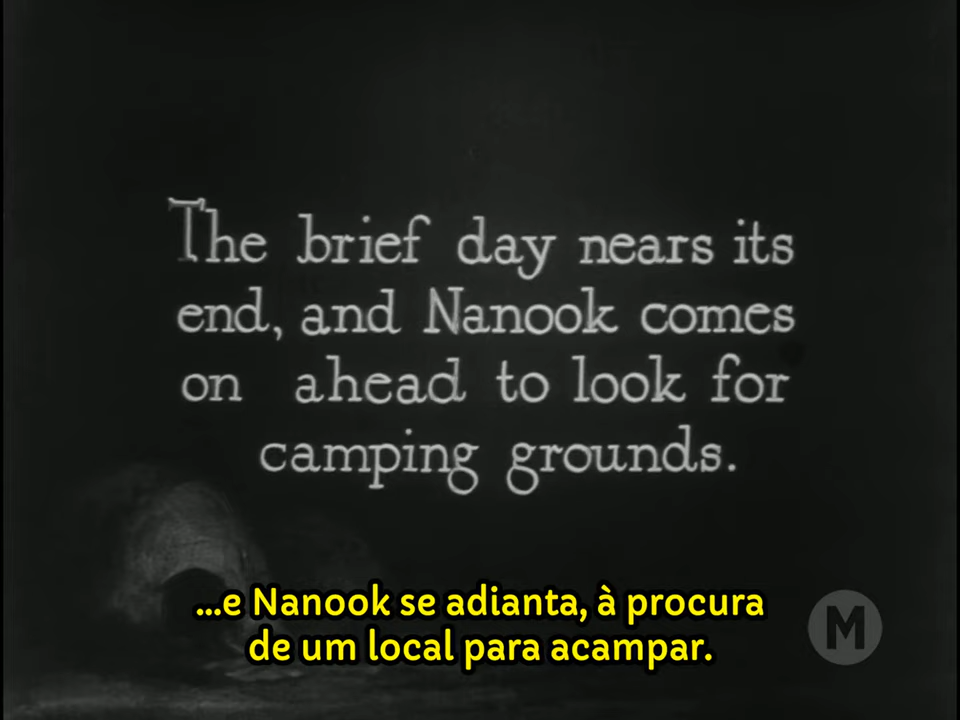 The brief day nears its
end, and Nanook comes
on ahead to look for
camping grounds.
...e Nanook se adianta, à procura
de um local para acampar.
M